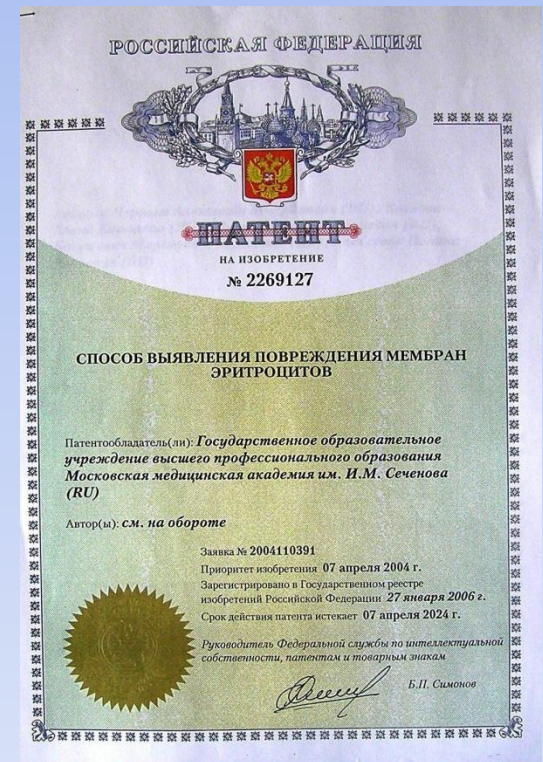 РОССИЙСКАЯ ФЕДЕРАЦИЯ
ПАТЕНТ
НА ИЗОБРЕТЕНИЕ
№ 2269127
СПОСОБ ВЫЯВЛЕНИЯ ПОВРЕЖДЕНИЯ МЕМБРАН
ЭРИТРОЦИТОВ
Патентообладатель(ли): Государственное образовательное
учреждение высшего профессионального образования
Московская медицинская академия им. И.М. Сеченова
(RU)
Автор(ы): см. на обороте
Заявка № 2004110391
Приоритет изобретения 07 апреля 2004 г.
Зарегистрировано в Государственном реестре
изобретений Российской Федерации 27 января 2006 г.
Срок действия патента истекает 07 апреля 2024 г.
Руководитель Федеральной службы по интеллектуальной
собственности, патентам и товарным знакам
Б.П. Симонов